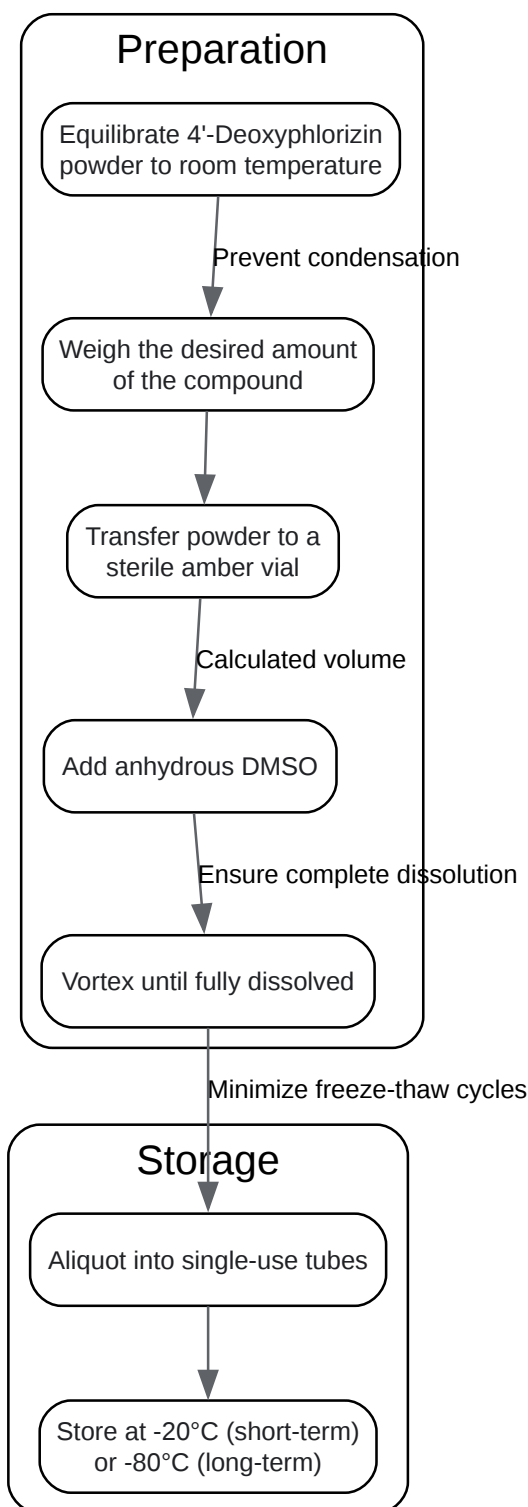 Preparation
Equilibrate 4'-Deoxyphlorizin
powder to room temperature
Prevent condensation
Weigh the desired amount
of the compound
Transfer powder to a
sterile amber vial
Calculated volume
Add anhydrous DMSO
Ensure complete dissolution
Vortex until fully dissolved
Minimize freeze-thaw cycles
Storage
Aliquot into single-use tubes
Store at -20°C (short-term)
or -80°C (long-term)